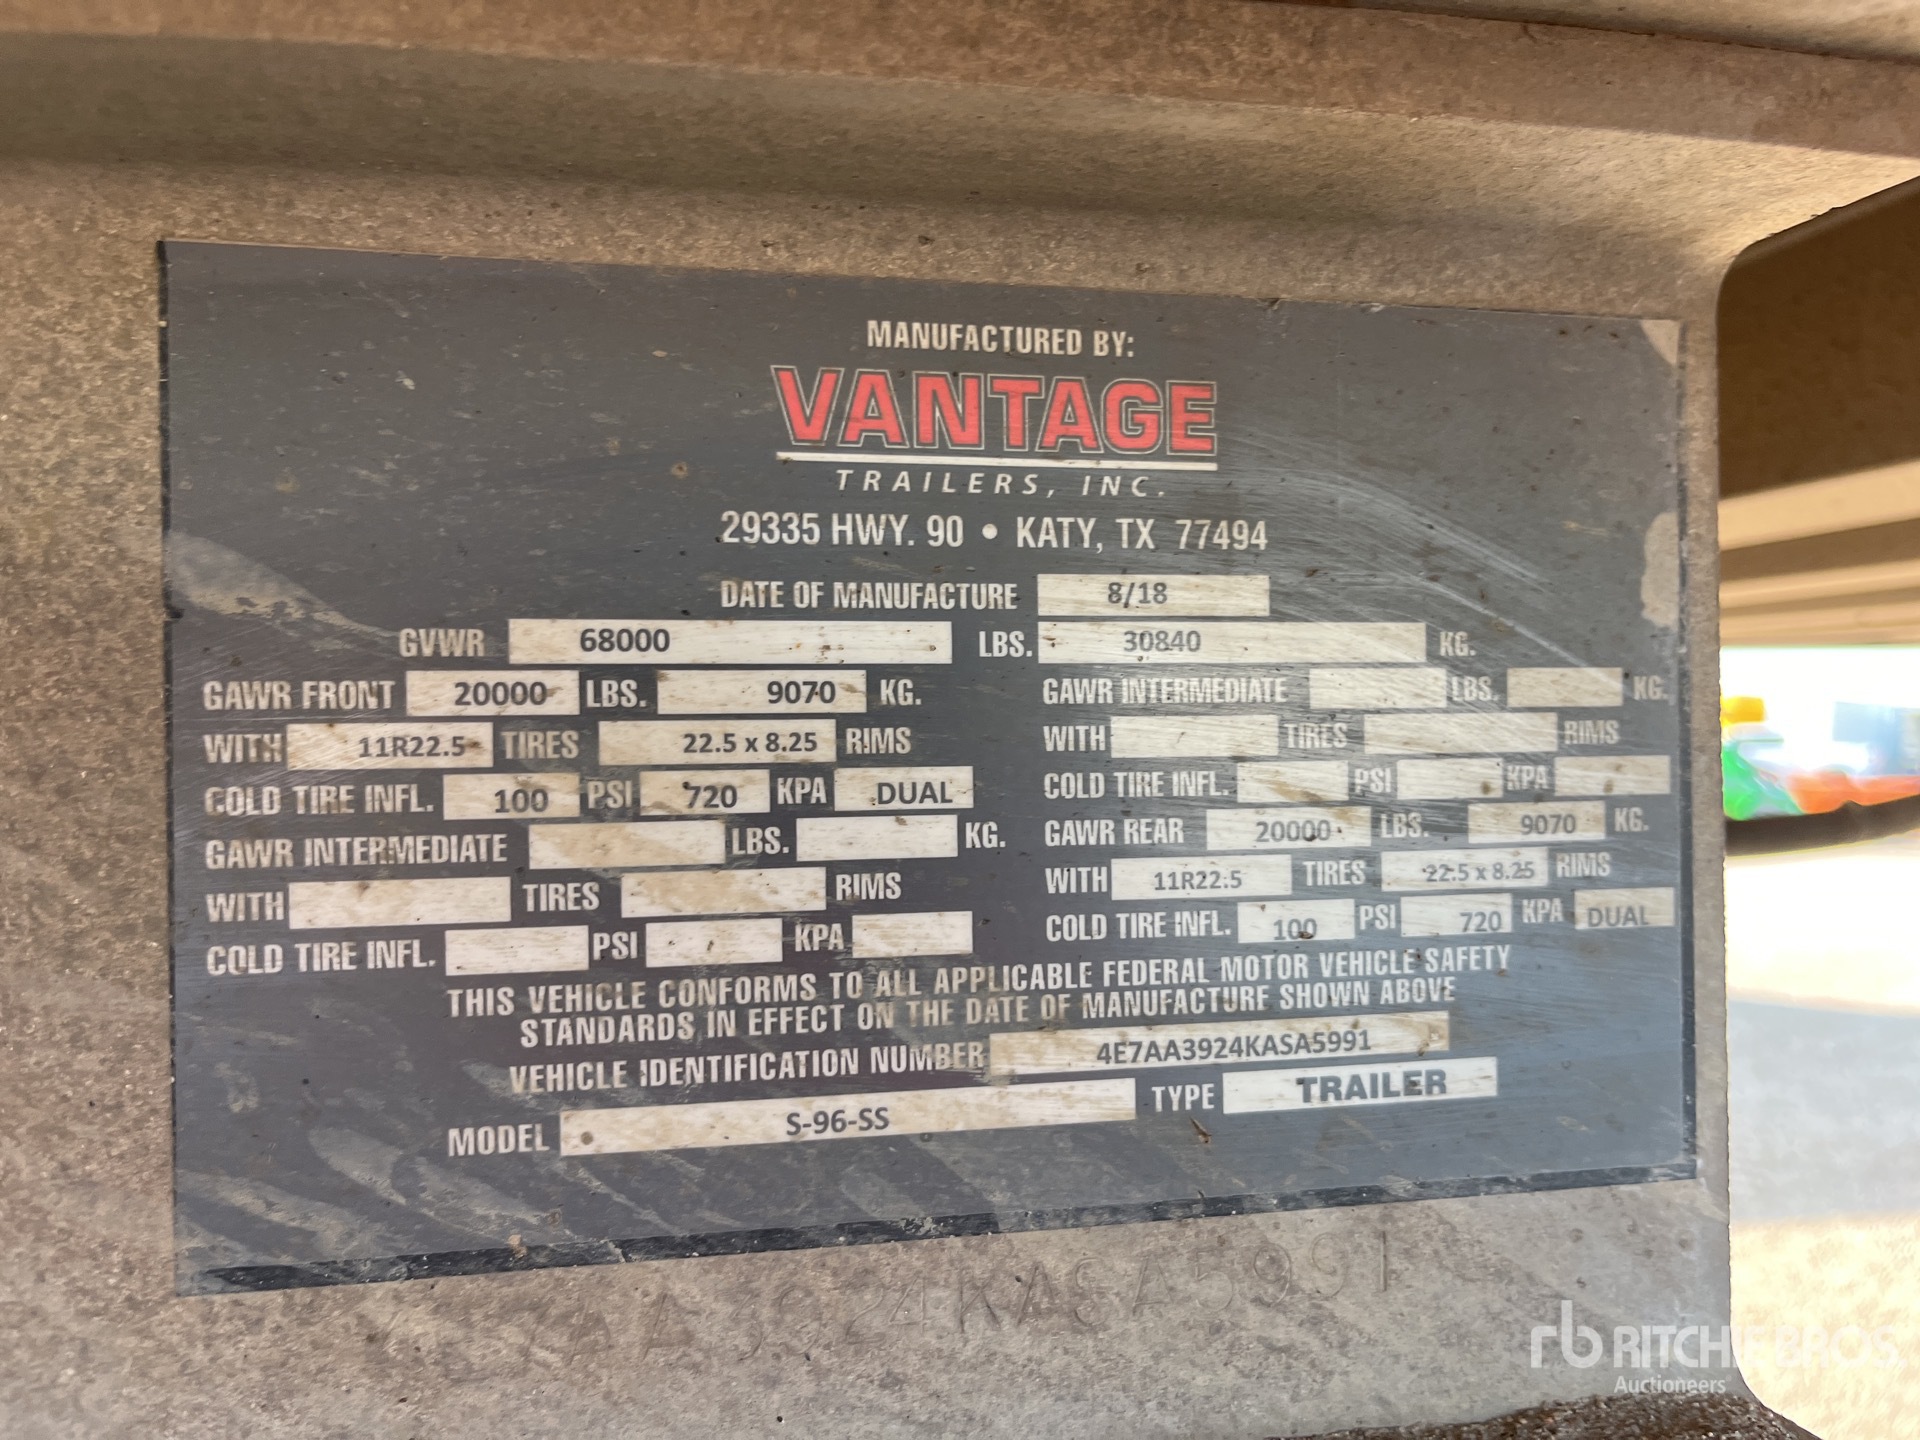 MANUFACTURED BY:
VANTAGE
TRAILERS, INC.
29335 HWY. 90 • KATY, TX 77494
DATE OF MANUFACTURE 8/18
GVWR 68000 LBS. 30840 KG.
GAWR FRONT 20000 LBS. 9070 KG.
WITH 11R22.5 TIRES 22.5 x 8.25 RIMS
COLD TIRE INFL. 100 PSI 720 KPA DUAL
GAWR INTERMEDIATE LBS. KG.
WITH TIRES RIMS
COLD TIRE INFL. PSI KPA
GAWR INTERMEDIATE LBS. KG.
WITH TIRES RIMS
COLD TIRE INFL. PSI KPA
GAWR REAR 20000 LBS. 9070 KG.
WITH 11R22.5 TIRES 22.5 x 8.25 RIMS
COLD TIRE INFL. 100 PSI 720 KPA DUAL
THIS VEHICLE CONFORMS TO ALL APPLICABLE FEDERAL MOTOR VEHICLE SAFETY
STANDARDS IN EFFECT ON THE DATE OF MANUFACTURE SHOWN ABOVE
VEHICLE IDENTIFICATION NUMBER 4E7AA3924KASA5991
MODEL S-96-SS TYPE TRAILER
rb RITCHIE BROS.
Auctioneers